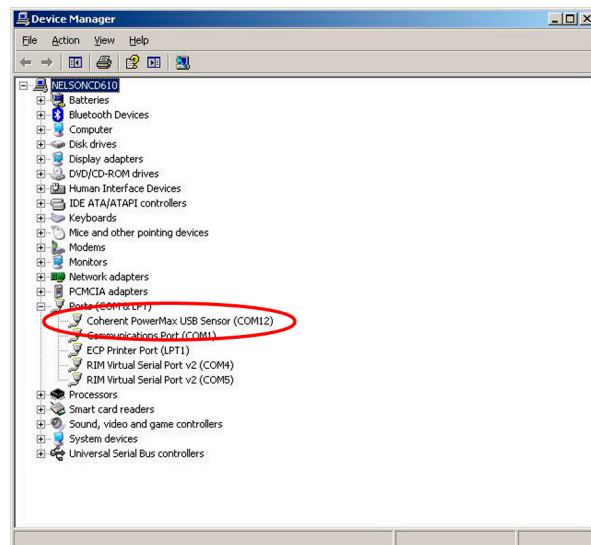 Device Manager
File Action View Help
NELSONCD610
Batteries
Bluetooth Devices
Computer
Disk drives
Display adapters
DVD/CD-ROM drives
Human Interface Devices
IDE ATA/ATAPI controllers
Keyboards
Mice and other pointing devices
Modems
Monitors
Network adapters
PCMCIA adapters
Ports (COM & LPT)
Coherent PowerMax USB Sensor (COM12)
Communications Port (COM1)
ECP Printer Port (LPT1)
RIM Virtual Serial Port v2 (COM4)
RIM Virtual Serial Port v2 (COM5)
Processors
Smart card readers
Sound, video and game controllers
System devices
Universal Serial Bus controllers